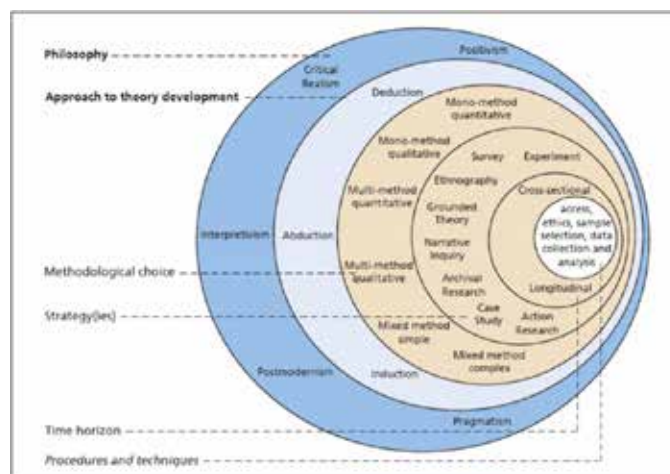 Philosophy
Positivism
Critical
Realism
Approach to theory development
Deduction
Mono-method
quantitative
Mono-method
qualitative
Survey
Experiment
Ethnography
Cross-sectional
Multi-method
quantitative
access,
ethics, sample
selection, data
collection and
analysis
Grounded
Theory
Interpretivism
Abduction
Narrative
Inquiry
Methodological choice
Multi-method
qualitative
Archival
Research
Longitudinal
Strategy(ies)
Case
Study
Action
Research
Mixed method
simple
Mixed method
complex
Postmodernism
Induction
Pragmatism
Time horizon
Procedures and techniques